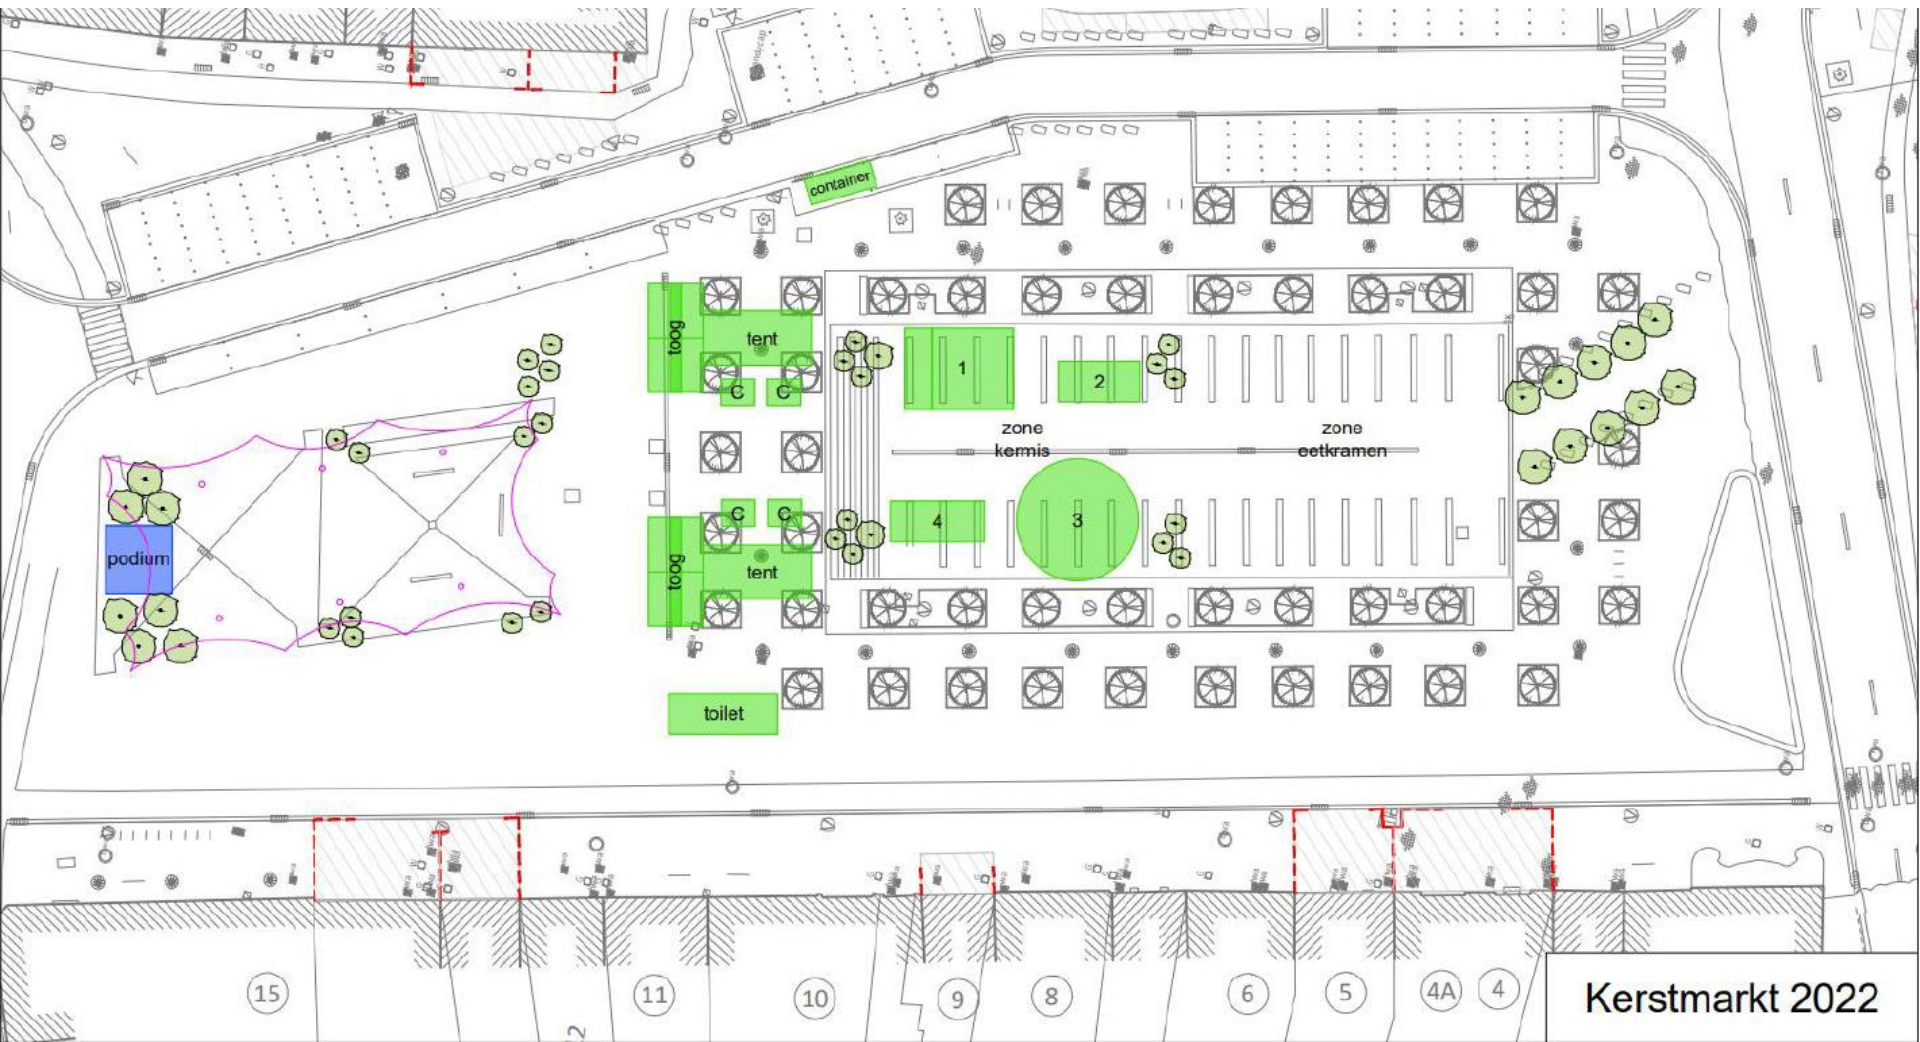 container
toog
tent
1
2
C
C
zone
kermis
zone
eetkramen
C
C
4
3
podium
toog
tent
toilet
15
11
10
9
8
6
5
4A
4
Kerstmarkt 2022